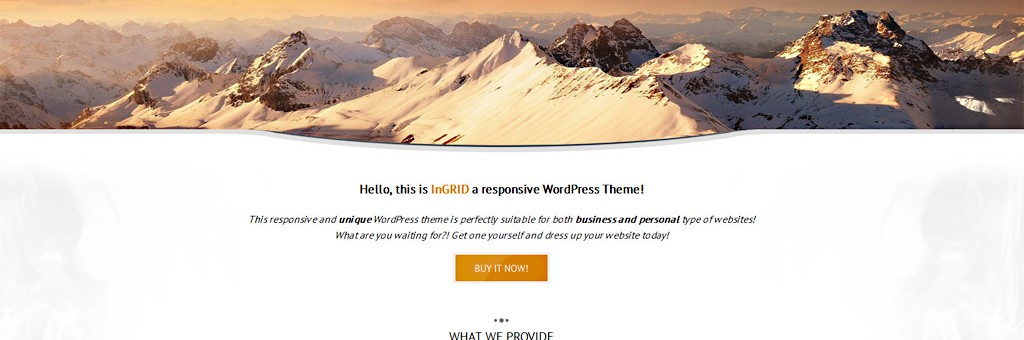 Hello, this is InGRID a responsive WordPress Theme!
This responsive and unique WordPress theme is perfectly suitable for both business and personal type of websites!
What are you waiting for?! Get one yourself and dress up your website today!
BUY IT NOW!
WHAT WE PROVIDE